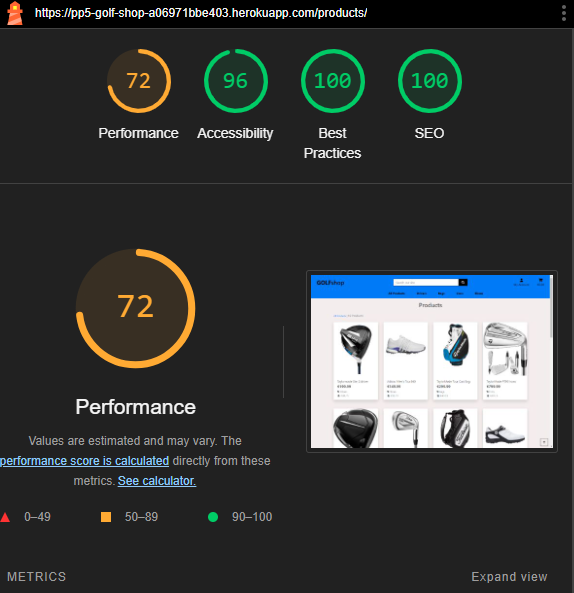 https://pp5-golf-shop-a06971bbe403.herokuapp.com/products/
72
96
100
100
Performance
Accessibility
Best
Practices
SEO
72
Performance
Values are estimated and may vary. The
performance score is calculated directly from these
metrics. See calculator.
0–49
50–89
90–100
GOLFshop
Products
METRICS
Expand view